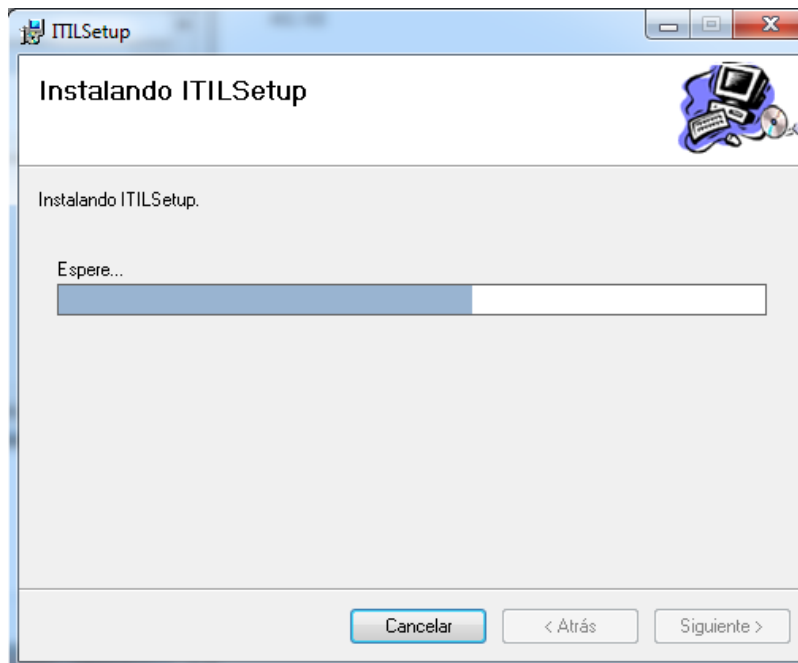 ITILSetup
Instalando ITILSetup
Instalando ITILSetup.
Espere...
Cancelar
< Atrás
Siguiente >